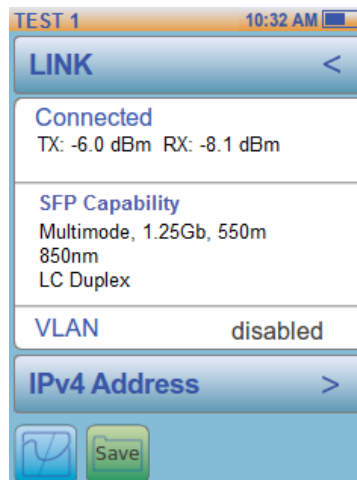 TEST 1 10:32 AM
LINK <
Connected
TX: -6.0 dBm RX: -8.1 dBm
SFP Capability
Multimode, 1.25Gb, 550m
850nm
LC Duplex
VLAN disabled
IPv4 Address >
Save